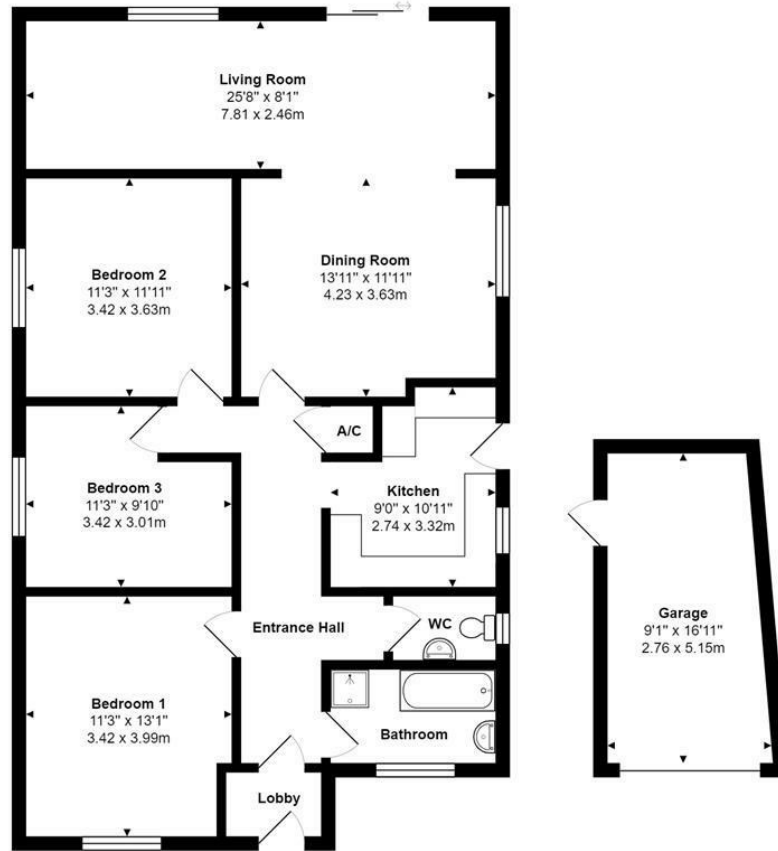 Living Room
25'8" x 8'1"
7.81 x 2.46m
Bedroom 2
11'3" x 11'11"
3.42 x 3.63m
Dining Room
13'11" x 11'11"
4.23 x 3.63m
A/C
Bedroom 3
11'3" x 9'10"
3.42 x 3.01m
Kitchen
9'0" x 10'11"
2.74 x 3.32m
Entrance Hall
WC
Bedroom 1
11'3" x 13'1"
3.42 x 3.99m
Bathroom
Lobby
Garage
9'1" x 16'11"
2.76 x 5.15m